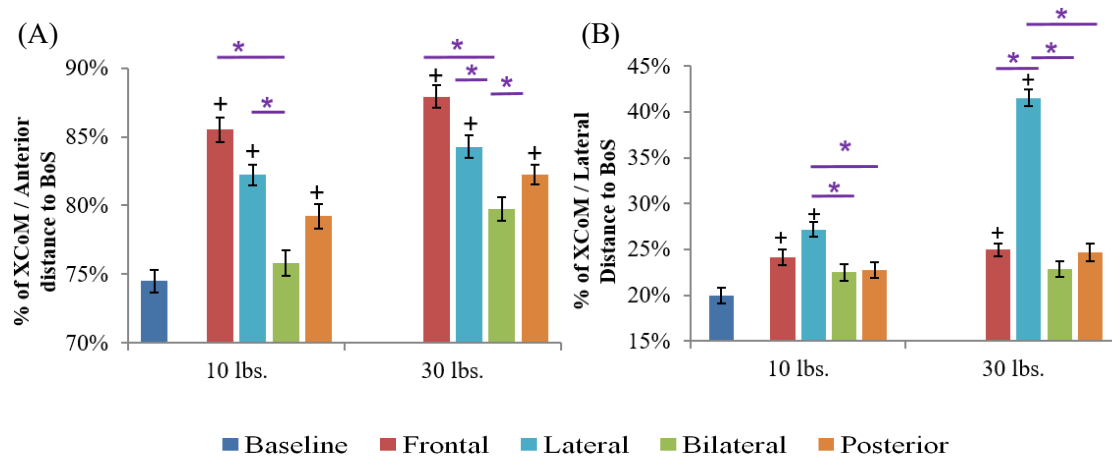 (A)
% of XCoM / Anterior
distance to BoS
90%
85%
80%
75%
70%
*
*
*
*
*
+
+
+
+
+
+
10 lbs.
30 lbs.
(B)
% of XCoM / Lateral
Distance to BoS
45%
40%
35%
30%
25%
20%
15%
*
*
*
*
*
+
+
+
+
10 lbs.
30 lbs.
Baseline Frontal Lateral Bilateral Posterior